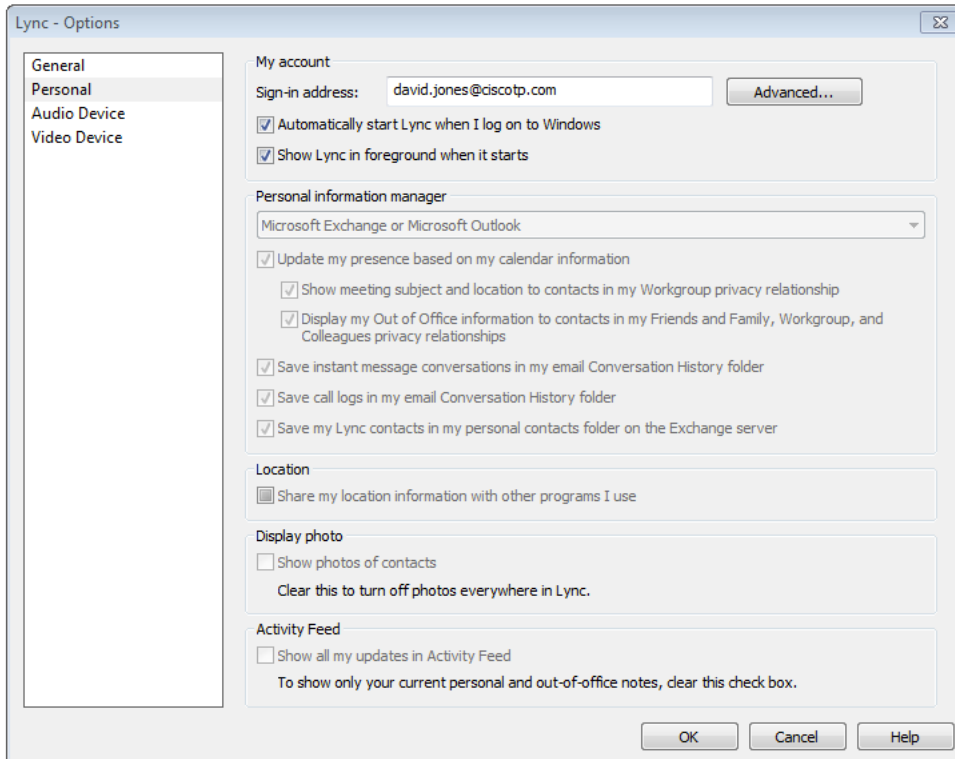 Lync - Options
General
Personal
Audio Device
Video Device
My account
Sign-in address:
david.jones@ciscotp.com
Advanced...
Automatically start Lync when I log on to Windows
Show Lync in foreground when it starts
Personal information manager
Microsoft Exchange or Microsoft Outlook
Update my presence based on my calendar information
Show meeting subject and location to contacts in my Workgroup privacy relationship
Display my Out of Office information to contacts in my Friends and Family, Workgroup, and
Colleagues privacy relationships
Save instant message conversations in my email Conversation History folder
Save call logs in my email Conversation History folder
Save my Lync contacts in my personal contacts folder on the Exchange server
Location
Share my location information with other programs I use
Display photo
Show photos of contacts
Clear this to turn off photos everywhere in Lync.
Activity Feed
Show all my updates in Activity Feed
To show only your current personal and out-of-office notes, clear this check box.
OK
Cancel
Help